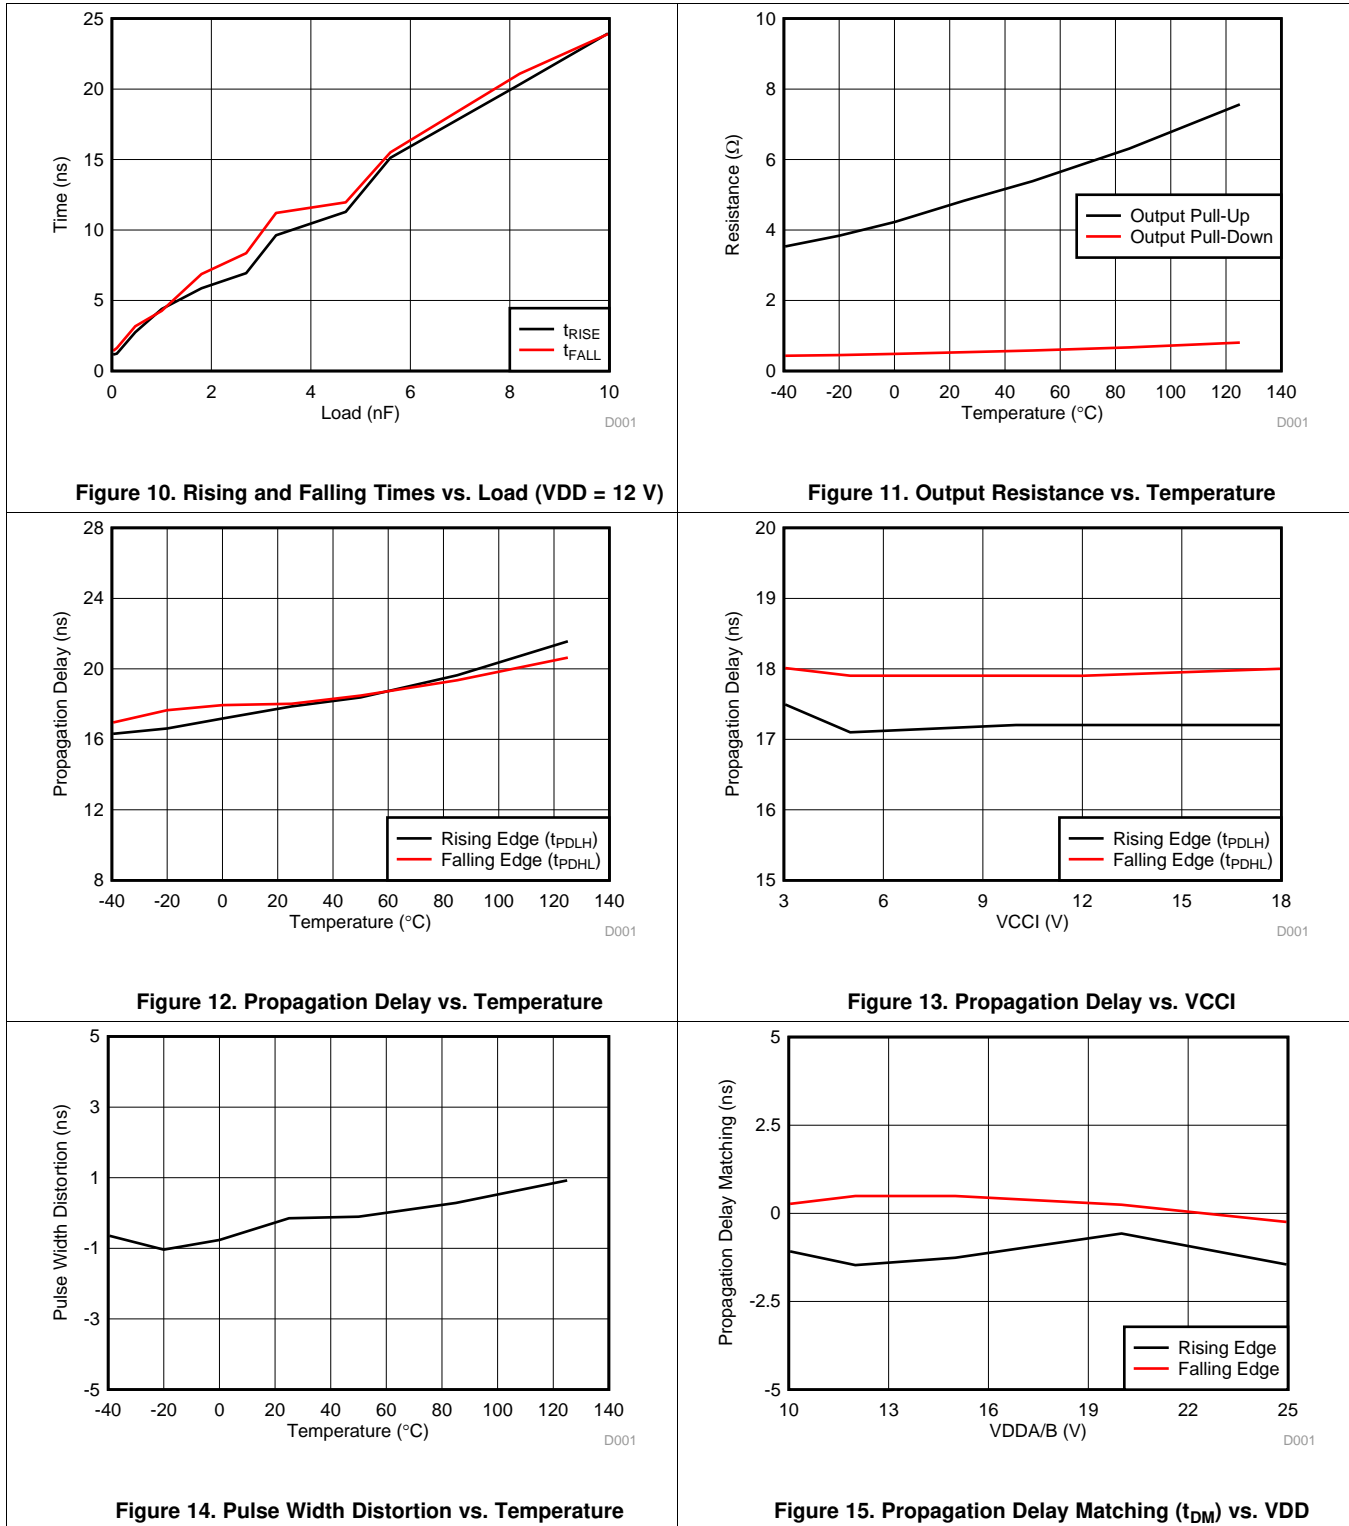 25
20
15
10
5
0
Time (ns)
0 2 4 6 8 10
Load (nF)
tRISE
tFALL
D001
Figure 10. Rising and Falling Times vs. Load (VDD = 12 V)
10
8
6
4
2
0
Resistance (Ω)
-40 -20 0 20 40 60 80 100 120 140
Temperature (°C)
Output Pull-Up
Output Pull-Down
D001
Figure 11. Output Resistance vs. Temperature
28
24
20
16
12
8
Propagation Delay (ns)
-40 -20 0 20 40 60 80 100 120 140
Temperature (°C)
Rising Edge (tPDLH)
Falling Edge (tPDHL)
D001
Figure 12. Propagation Delay vs. Temperature
20
19
18
17
16
15
Propagation Delay (ns)
3 6 9 12 15 18
VCCI (V)
Rising Edge (tPDLH)
Falling Edge (tPDHL)
D001
Figure 13. Propagation Delay vs. VCCI
5
3
1
-1
-3
-5
Pulse Width Distortion (ns)
-40 -20 0 20 40 60 80 100 120 140
Temperature (°C)
D001
Figure 14. Pulse Width Distortion vs. Temperature
5
2.5
0
-2.5
-5
Propagation Delay Matching (ns)
10 13 16 19 22 25
VDDA/B (V)
Rising Edge
Falling Edge
D001
Figure 15. Propagation Delay Matching (tDM) vs. VDD